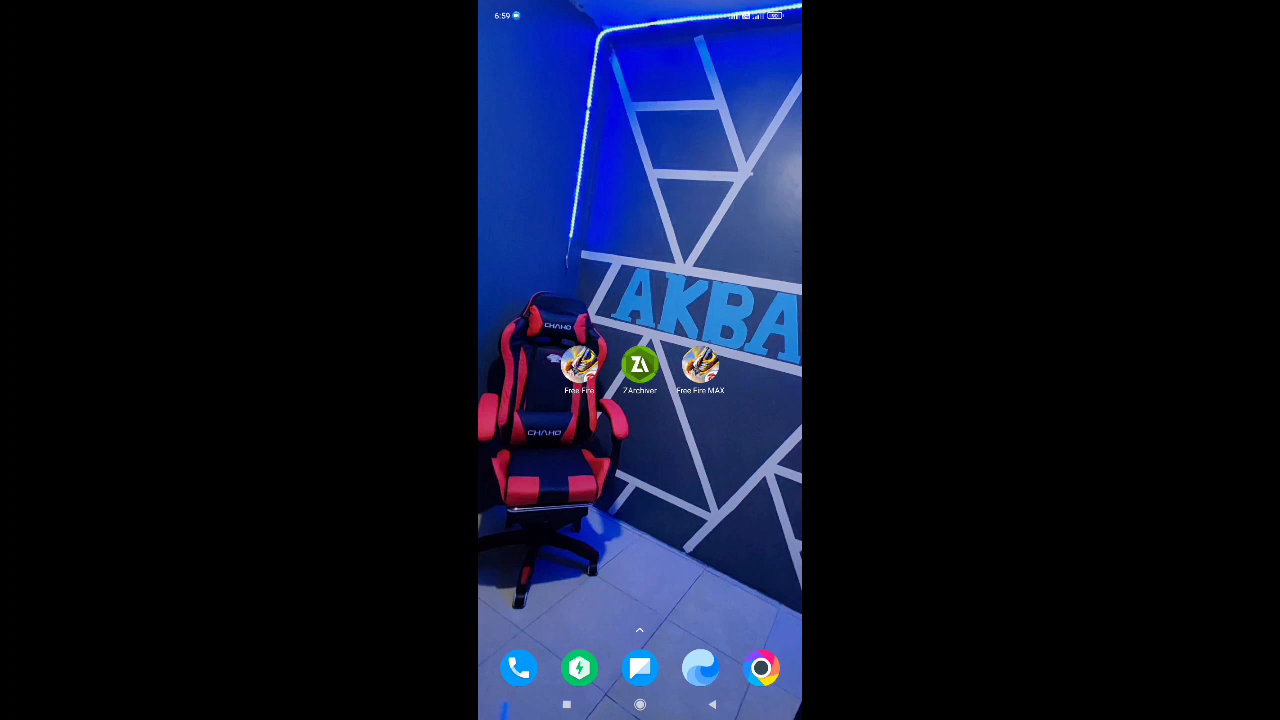 6:59
AKBA
CHAHO
Free Fire
ZArchiver
Free Fire MAX
CHAHO